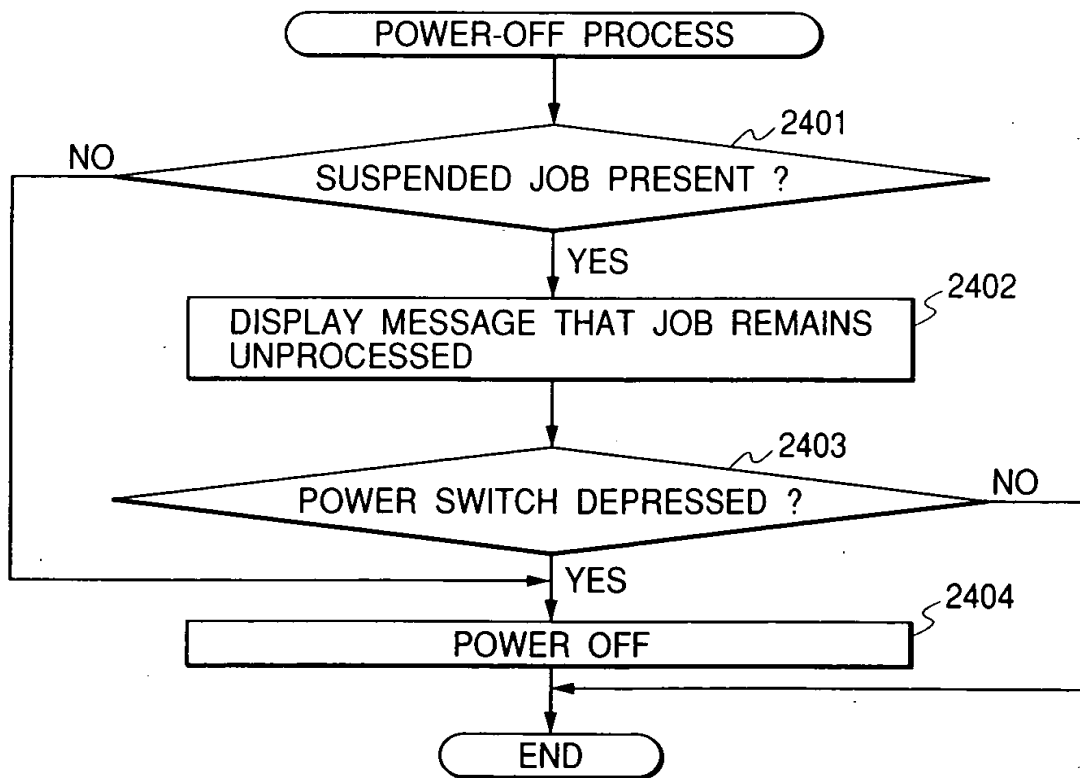 POWER-OFF PROCESS
2401
NO
SUSPENDED JOB PRESENT ?
YES
2402
DISPLAY MESSAGE THAT JOB REMAINS
UNPROCESSED
2403
POWER SWITCH DEPRESSED ?
NO
YES
2404
POWER OFF
END